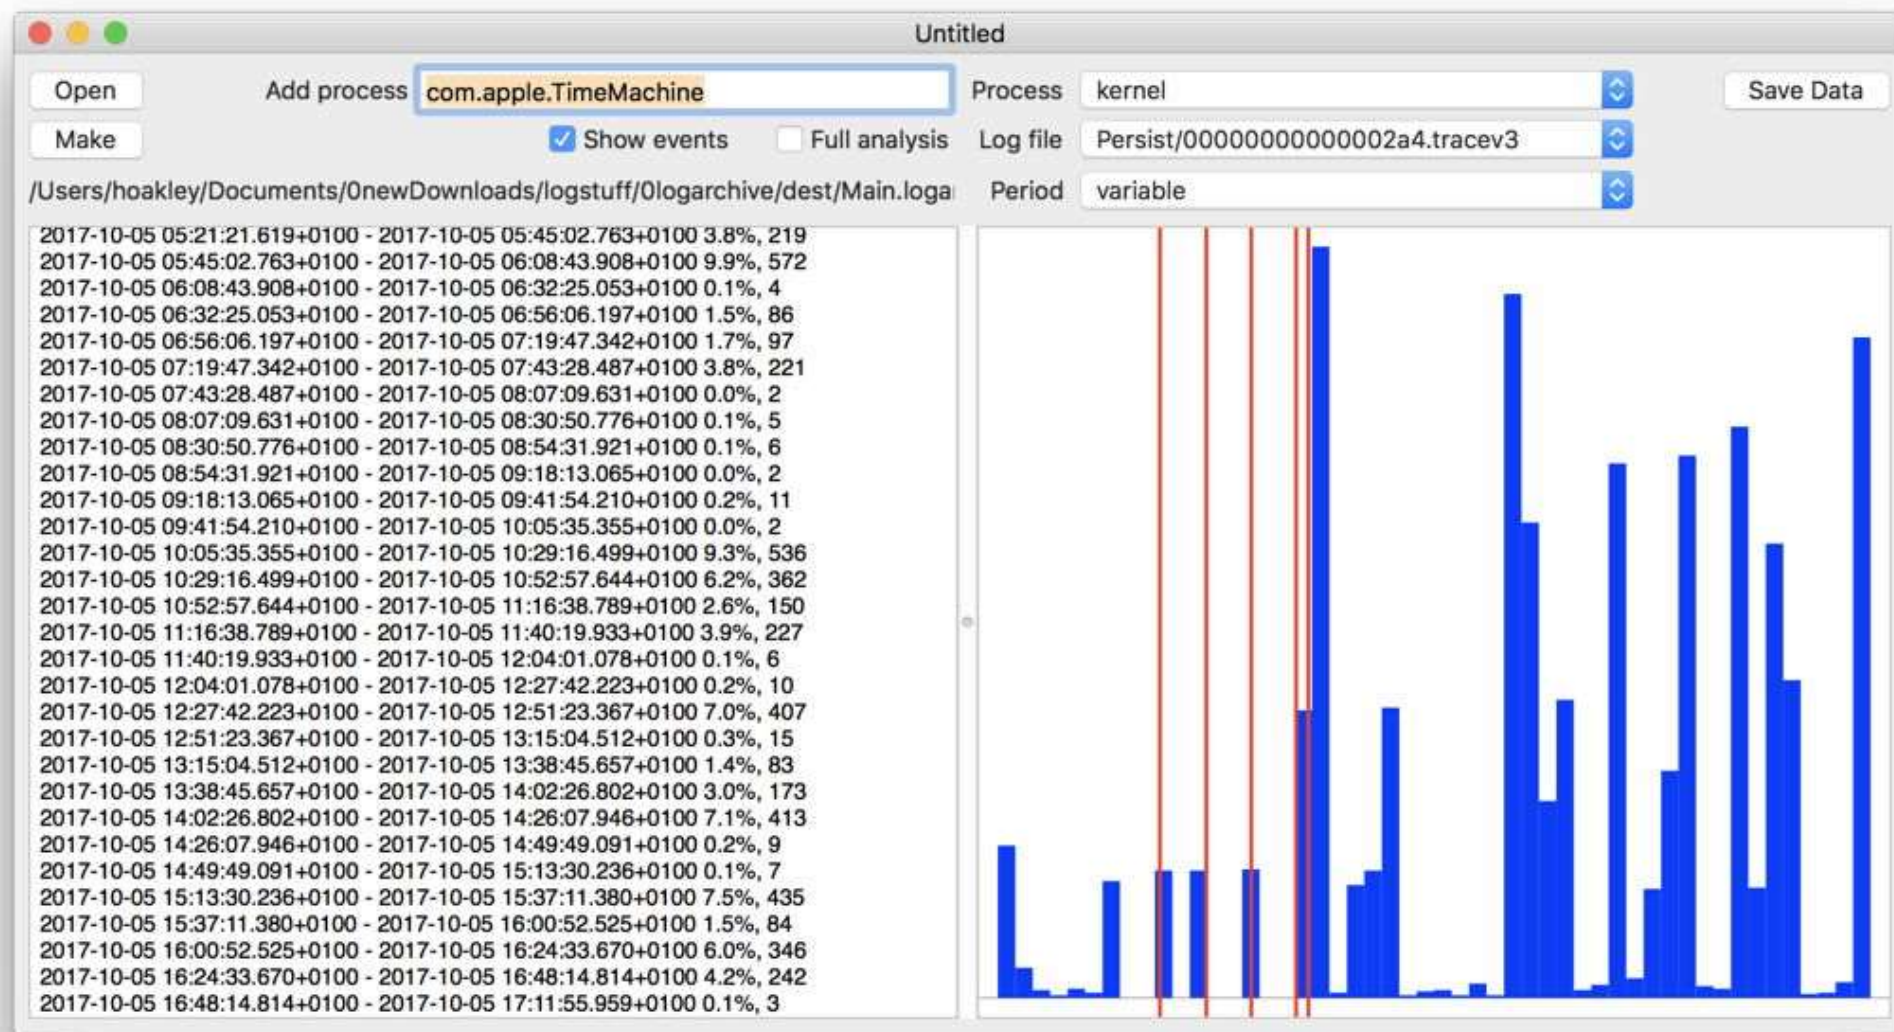 Untitled
Open
Add process
com.apple.TimeMachine
Process
kernel
Save Data
Make
Show events
Full analysis
Log file
Persist/00000000000002a4.tracev3
/Users/hoakley/Documents/0newDownloads/logstuff/0logarchive/dest/Main.loga
Period
variable
2017-10-05 05:21:21.619+0100 - 2017-10-05 05:45:02.763+0100 3.8%, 219
2017-10-05 05:45:02.763+0100 - 2017-10-05 06:08:43.908+0100 9.9%, 572
2017-10-05 06:08:43.908+0100 - 2017-10-05 06:32:25.053+0100 0.1%, 4
2017-10-05 06:32:25.053+0100 - 2017-10-05 06:56:06.197+0100 1.5%, 86
2017-10-05 06:56:06.197+0100 - 2017-10-05 07:19:47.342+0100 1.7%, 97
2017-10-05 07:19:47.342+0100 - 2017-10-05 07:43:28.487+0100 3.8%, 221
2017-10-05 07:43:28.487+0100 - 2017-10-05 08:07:09.631+0100 0.0%, 2
2017-10-05 08:07:09.631+0100 - 2017-10-05 08:30:50.776+0100 0.1%, 5
2017-10-05 08:30:50.776+0100 - 2017-10-05 08:54:31.921+0100 0.1%, 6
2017-10-05 08:54:31.921+0100 - 2017-10-05 09:18:13.065+0100 0.0%, 2
2017-10-05 09:18:13.065+0100 - 2017-10-05 09:41:54.210+0100 0.2%, 11
2017-10-05 09:41:54.210+0100 - 2017-10-05 10:05:35.355+0100 0.0%, 2
2017-10-05 10:05:35.355+0100 - 2017-10-05 10:29:16.499+0100 9.3%, 536
2017-10-05 10:29:16.499+0100 - 2017-10-05 10:52:57.644+0100 6.2%, 362
2017-10-05 10:52:57.644+0100 - 2017-10-05 11:16:38.789+0100 2.6%, 150
2017-10-05 11:16:38.789+0100 - 2017-10-05 11:40:19.933+0100 3.9%, 227
2017-10-05 11:40:19.933+0100 - 2017-10-05 12:04:01.078+0100 0.1%, 6
2017-10-05 12:04:01.078+0100 - 2017-10-05 12:27:42.223+0100 0.2%, 10
2017-10-05 12:27:42.223+0100 - 2017-10-05 12:51:23.367+0100 7.0%, 407
2017-10-05 12:51:23.367+0100 - 2017-10-05 13:15:04.512+0100 0.3%, 15
2017-10-05 13:15:04.512+0100 - 2017-10-05 13:38:45.657+0100 1.4%, 83
2017-10-05 13:38:45.657+0100 - 2017-10-05 14:02:26.802+0100 3.0%, 173
2017-10-05 14:02:26.802+0100 - 2017-10-05 14:26:07.946+0100 7.1%, 413
2017-10-05 14:26:07.946+0100 - 2017-10-05 14:49:49.091+0100 0.2%, 9
2017-10-05 14:49:49.091+0100 - 2017-10-05 15:13:30.236+0100 0.1%, 7
2017-10-05 15:13:30.236+0100 - 2017-10-05 15:37:11.380+0100 7.5%, 435
2017-10-05 15:37:11.380+0100 - 2017-10-05 16:00:52.525+0100 1.5%, 84
2017-10-05 16:00:52.525+0100 - 2017-10-05 16:24:33.670+0100 6.0%, 346
2017-10-05 16:24:33.670+0100 - 2017-10-05 16:48:14.814+0100 4.2%, 242
2017-10-05 16:48:14.814+0100 - 2017-10-05 17:11:55.959+0100 0.1%, 3